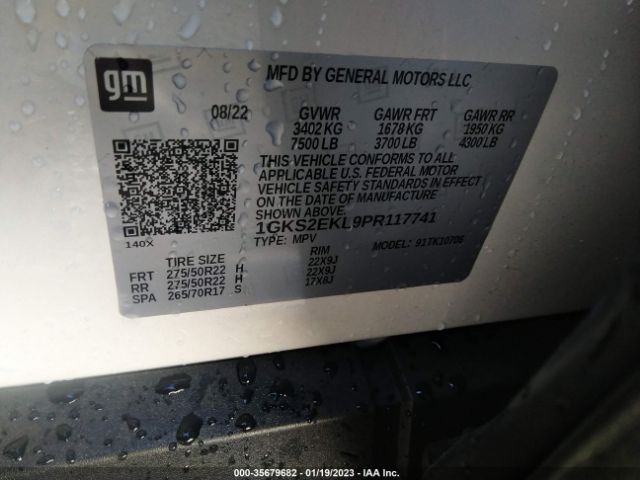 gm
MFD BY GENERAL MOTORS LLC
08/22 GVWR GAWR FRT GAWR RR
3402 KG 1678 KG 1950 KG
7500 LB 3700 LB 4300 LB
THIS VEHICLE CONFORMS TO ALL
APPLICABLE U.S. FEDERAL MOTOR
VEHICLE SAFETY STANDARDS IN EFFECT
ON THE DATE OF MANUFACTURE
SHOWN ABOVE.
140X
1GKS2EKL9PR117741
TYPE: MPV MODEL: 91TK10706
TIRE SIZE RIM
FRT 275/50R22 H 22X9J
RR 275/50R22 H 22X9J
SPA 265/70R17 S 17X8J
000-35679682 - 01/19/2023 - IAA Inc.